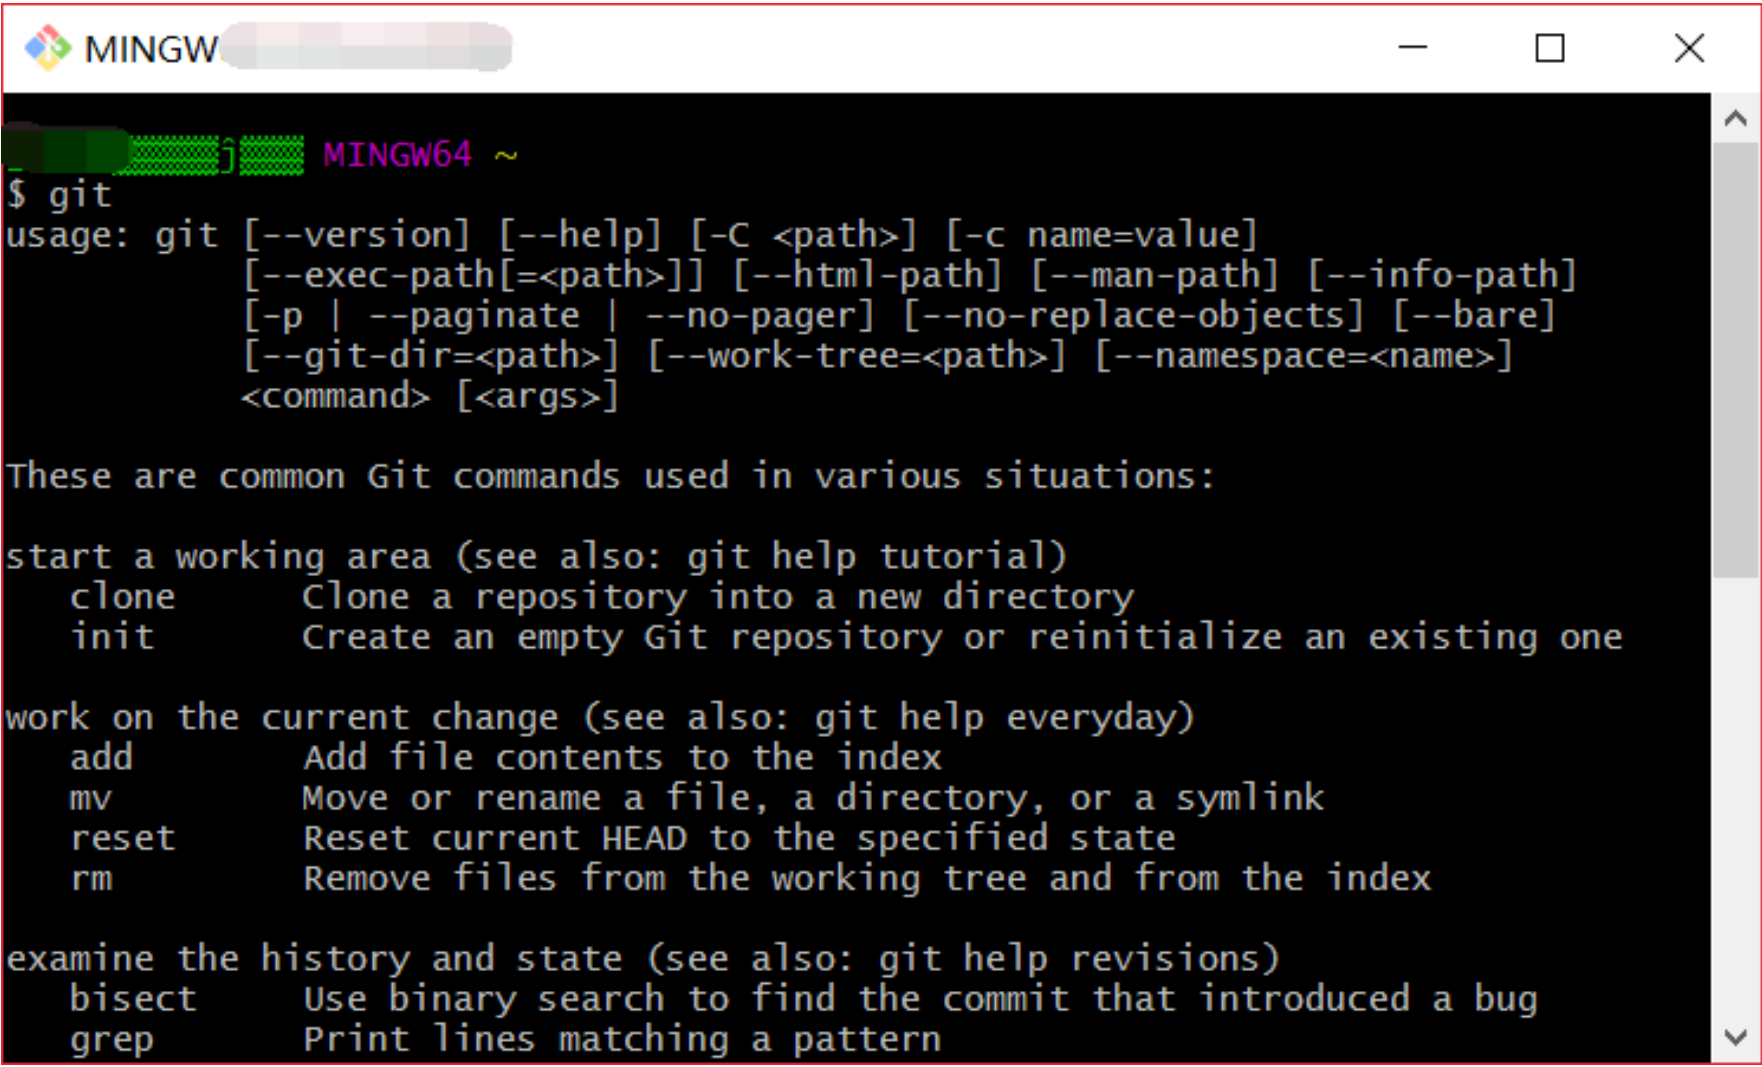 MINGW
MINGW64 ~
$ git
usage: git [--version] [--help] [-C <path>] [-c name=value]
           [--exec-path[=<path>]] [--html-path] [--man-path] [--info-path]
           [-p | --paginate | --no-pager] [--no-replace-objects] [--bare]
           [--git-dir=<path>] [--work-tree=<path>] [--namespace=<name>]
           <command> [<args>]
These are common Git commands used in various situations:
start a working area (see also: git help tutorial)
   clone      Clone a repository into a new directory
   init       Create an empty Git repository or reinitialize an existing one
work on the current change (see also: git help everyday)
   add        Add file contents to the index
   mv         Move or rename a file, a directory, or a symlink
   reset      Reset current HEAD to the specified state
   rm         Remove files from the working tree and from the index
examine the history and state (see also: git help revisions)
   bisect     Use binary search to find the commit that introduced a bug
   grep       Print lines matching a pattern